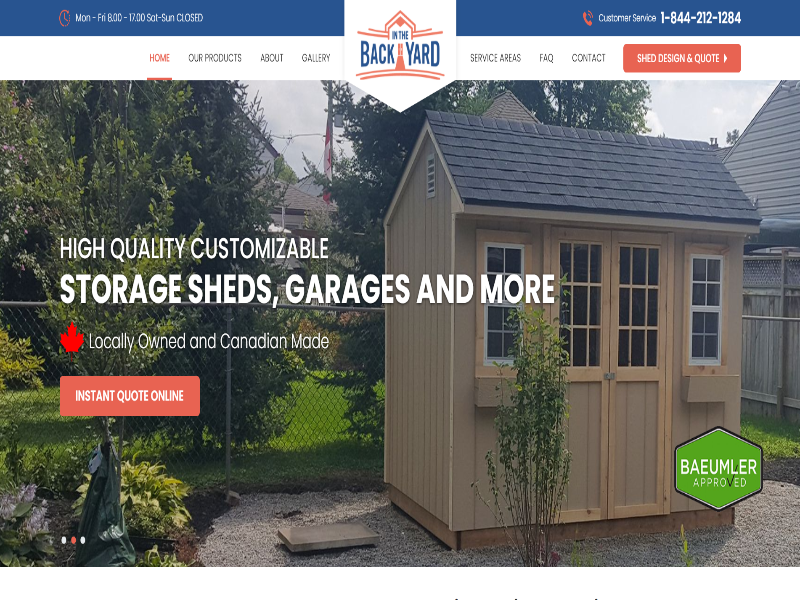 Mon - Fri 8.00 - 17.00 Sat-Sun CLOSED
Customer Service 1-844-212-1284
HOME OUR PRODUCTS ABOUT GALLERY
IN THE
BACK YARD
SERVICE AREAS FAQ CONTACT SHED DESIGN & QUOTE
HIGH QUALITY CUSTOMIZABLE
STORAGE SHEDS, GARAGES AND MORE
Locally Owned and Canadian Made
INSTANT QUOTE ONLINE
BAEUMLER
APPROVED